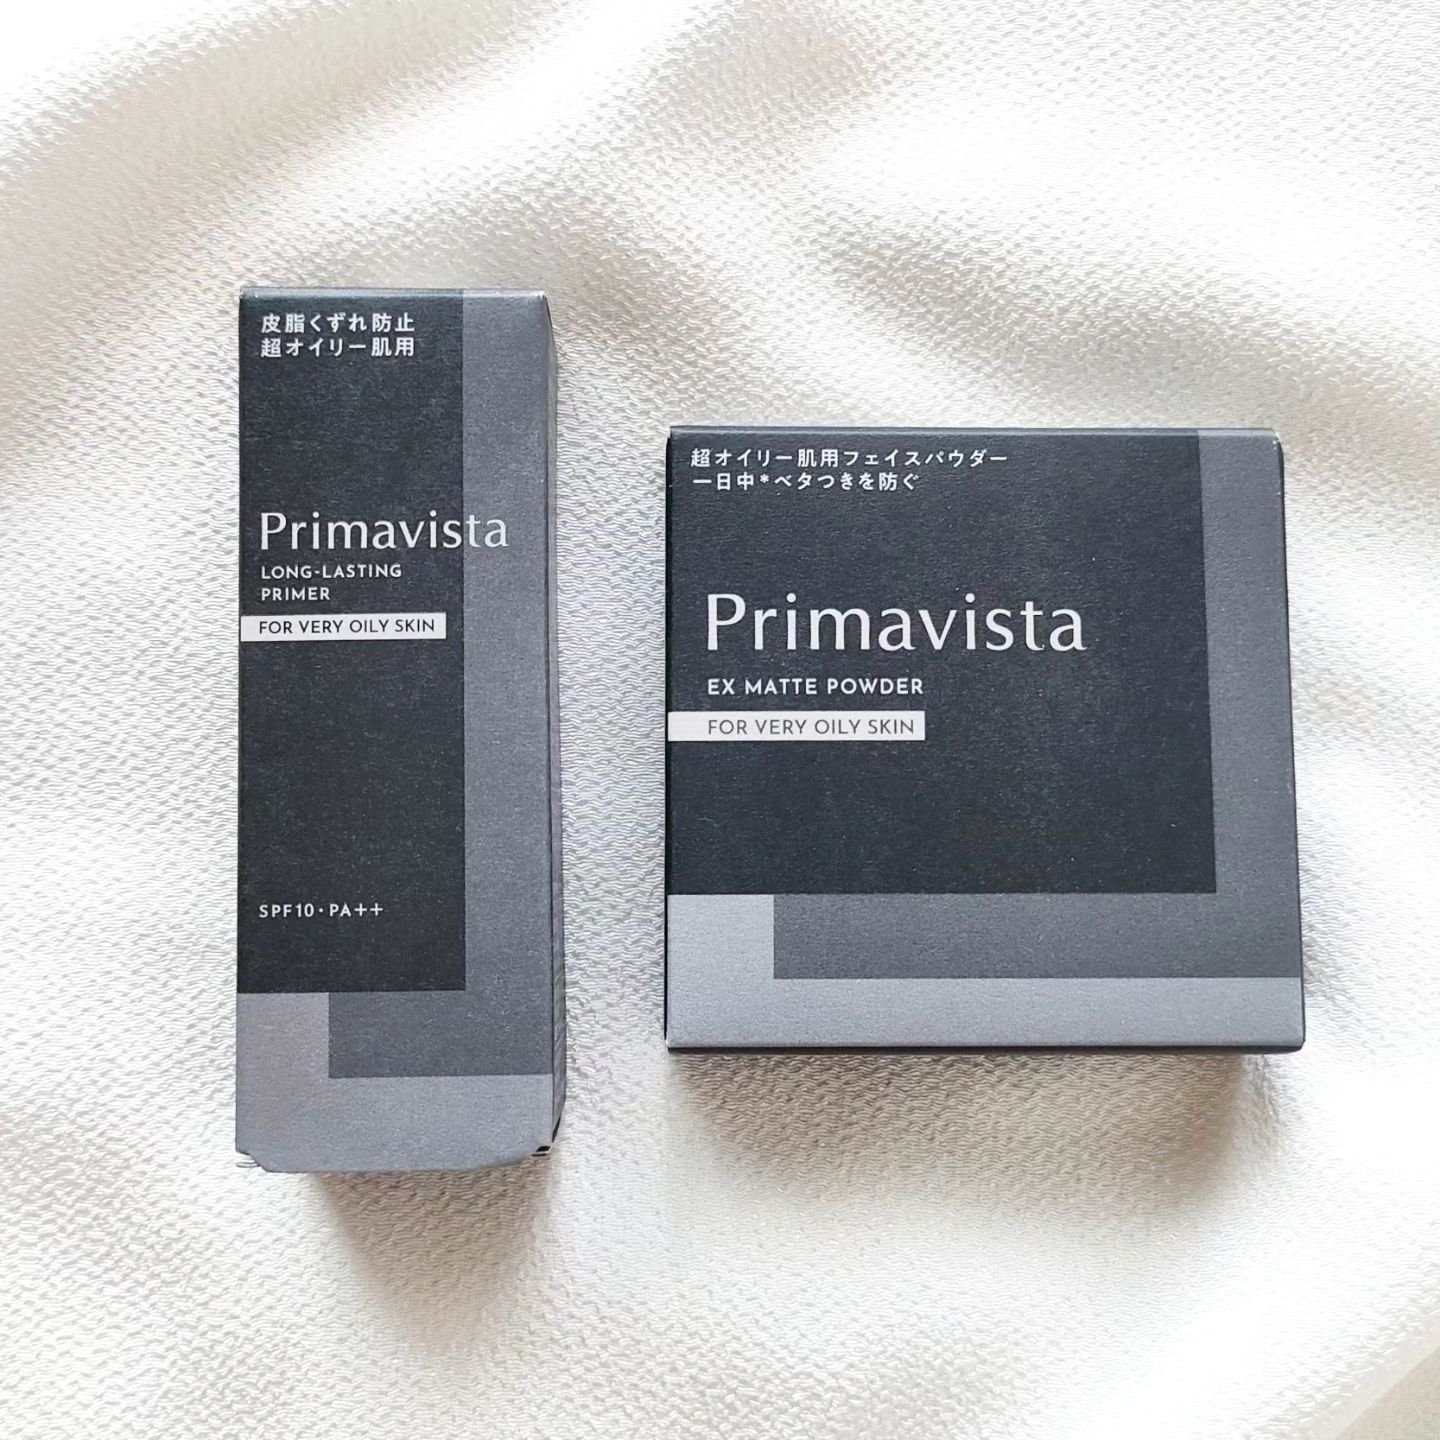 皮脂くずれ防止
超オイリー肌用
Primavista
LONG-LASTING
PRIMER
FOR VERY OILY SKIN
SPF10・PA++
超オイリー肌用フェイスパウダー
一日中*ベタつきを防ぐ
Primavista
EX MATTE POWDER
FOR VERY OILY SKIN